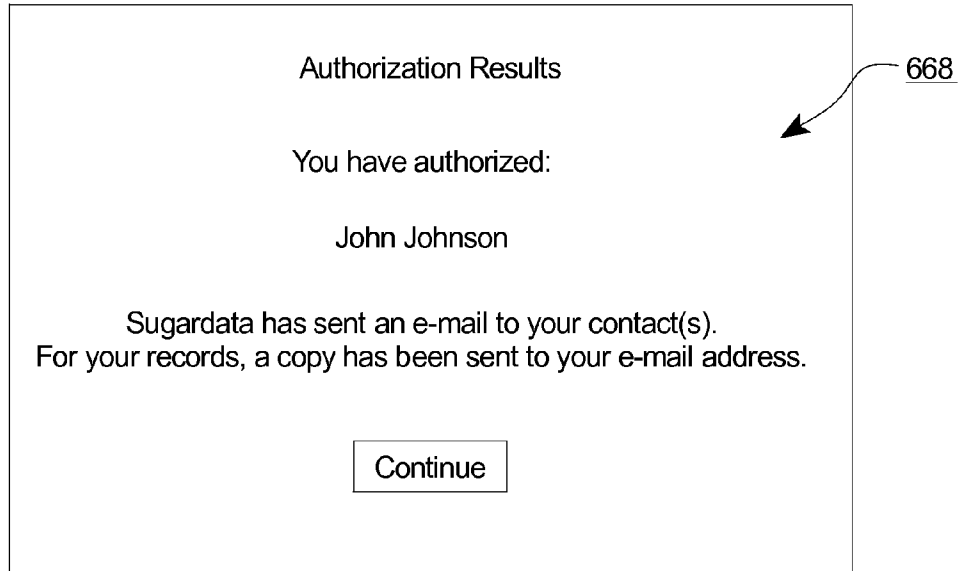 Authorization Results
668
You have authorized:
John Johnson
Sugardata has sent an e-mail to your contact(s).
For your records, a copy has been sent to your e-mail address.
Continue